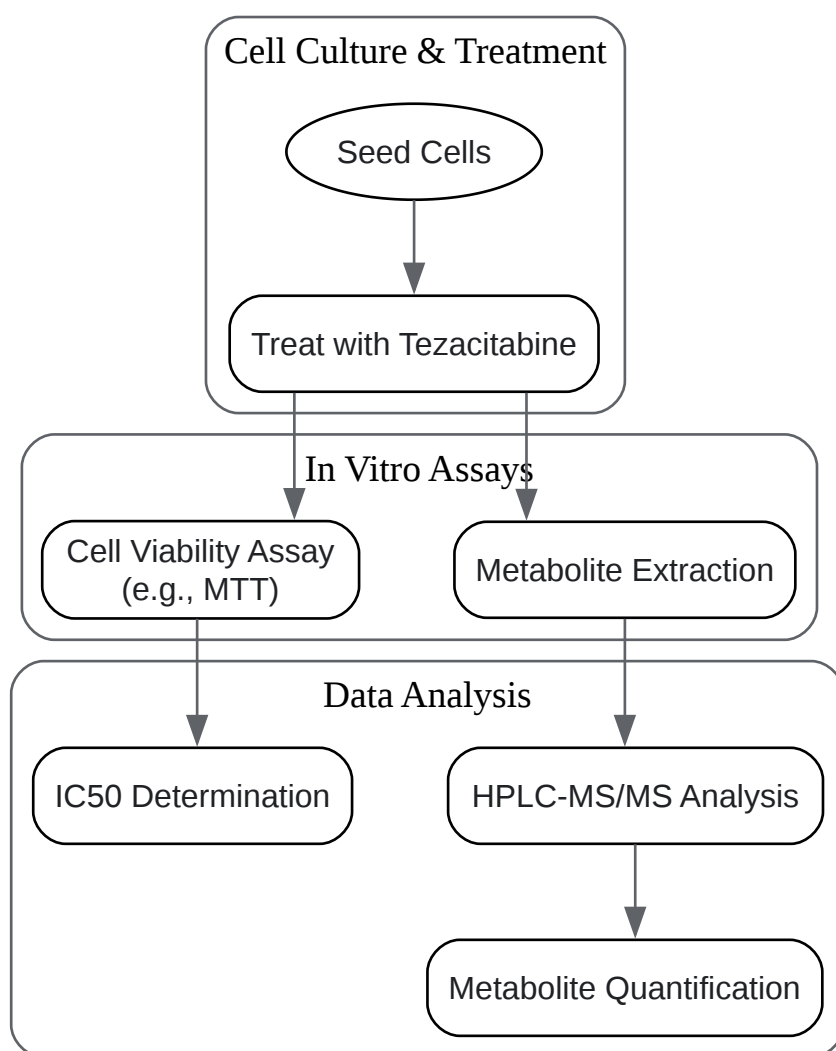 Cell Culture & Treatment
Seed Cells
Treat with Tezacitabine
In Vitro Assays
Cell Viability Assay
(e.g., MTT)
Metabolite Extraction
Data Analysis
IC50 Determination
HPLC-MS/MS Analysis
Metabolite Quantification